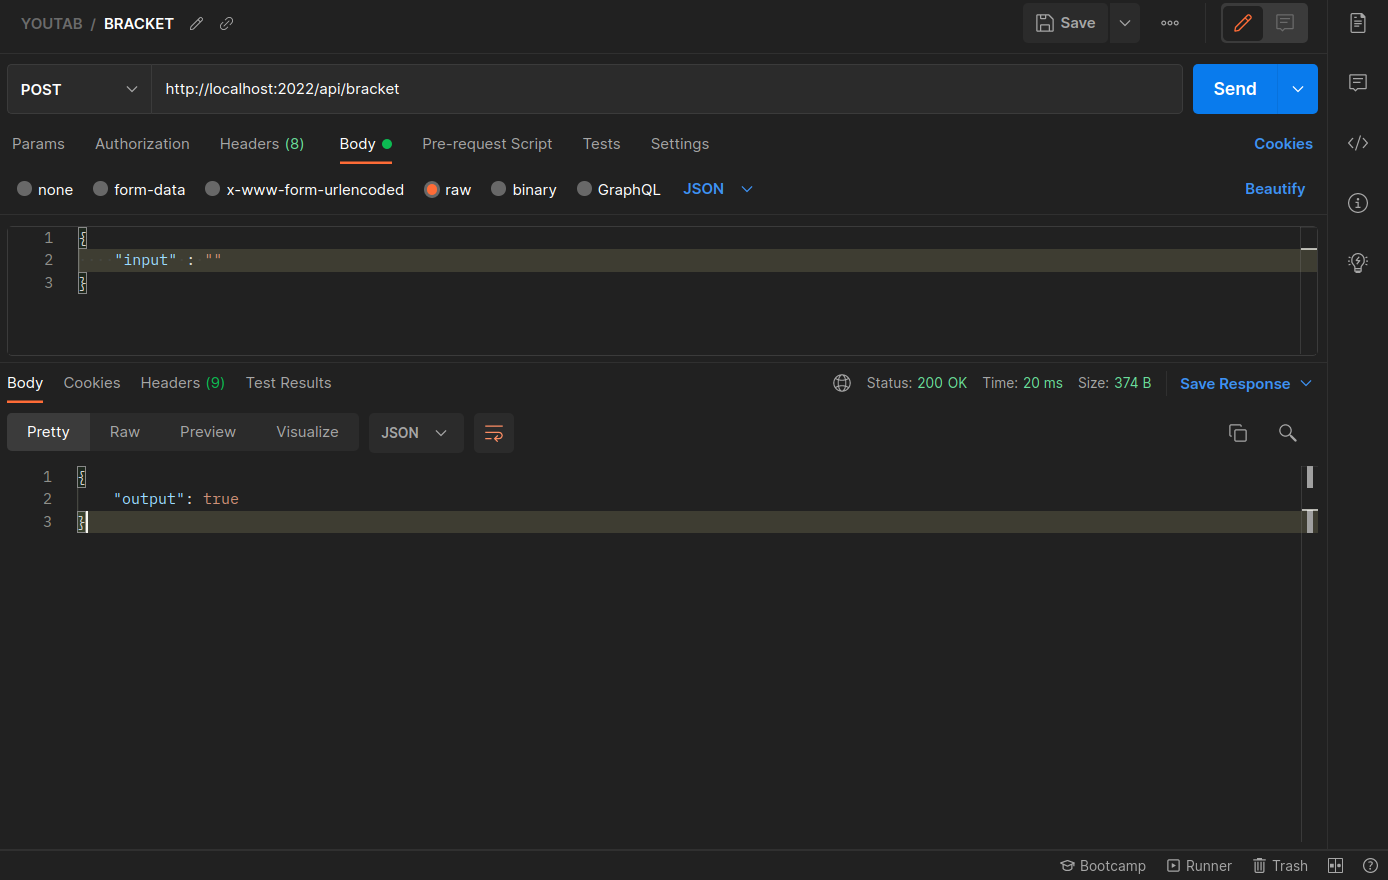 YOUTAB / BRACKET
Save
POST
http://localhost:2022/api/bracket
Send
Params Authorization Headers (8) Body Pre-request Script Tests Settings Cookies
none form-data x-www-form-urlencoded raw binary GraphQL JSON Beautify
1 {
2 "input" : ""
3 }
Body Cookies Headers (9) Test Results Status: 200 OK Time: 20 ms Size: 374 B Save Response
Pretty Raw Preview Visualize JSON
1 {
2 "output": true
3 }
Bootcamp Runner Trash